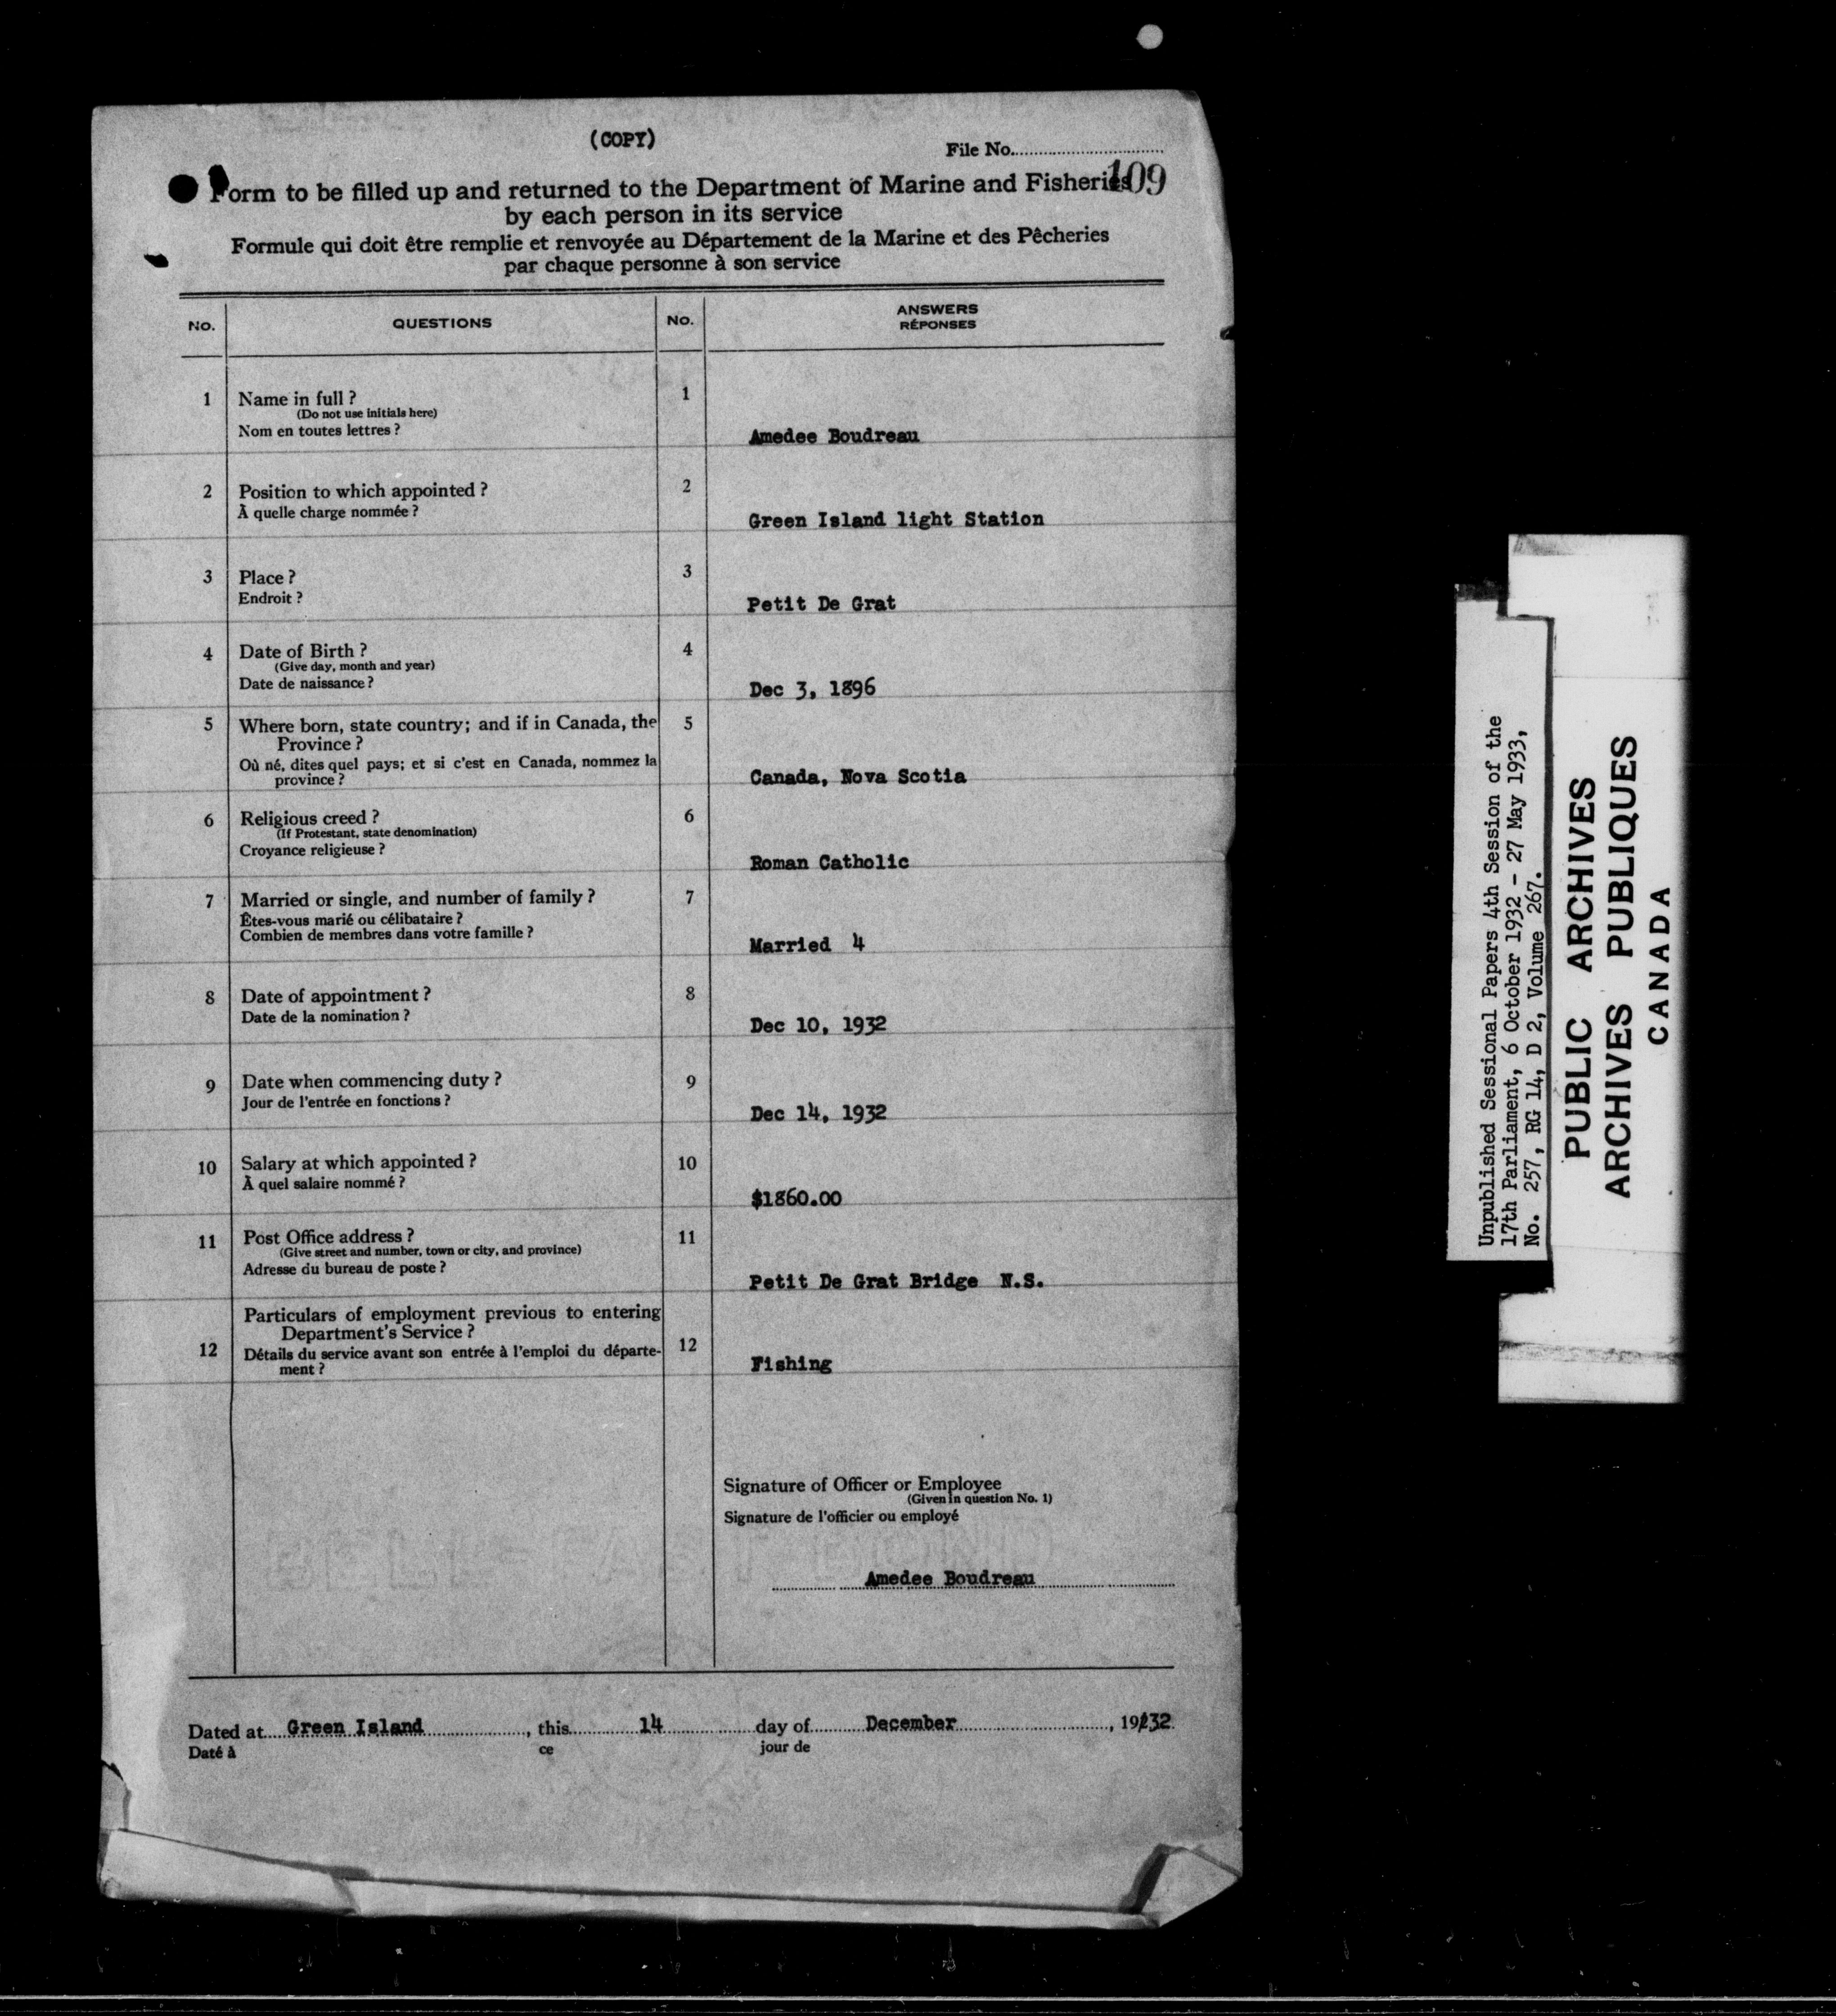 (COPY)
File No.
109
Form to be filled up and returned to the Department of Marine and Fisheries
by each person in its service
Formule qui doit être remplie et renvoyée au Département de la Marine et des Pêcheries
par chaque personne à son service
No. QUESTIONS No. ANSWERS
RÉPONSES
1 Name in full ? 1
(Do not use initials here)
Nom en toutes lettres ?
Amedee Boudreau
2 Position to which appointed ? 2
À quelle charge nommée ?
Green Island light Station
3 Place ? 3
Endroit ?
Petit De Grat
4 Date of Birth ? 4
(Give day, month and year)
Date de naissance ?
Dec 3, 1896
5 Where born, state country; and if in Canada, the 5
Province ?
Où né, dites quel pays; et si c'est en Canada, nommez la
province ?
Canada, Nova Scotia
6 Religious creed ? 6
(If Protestant, state denomination)
Croyance religieuse ?
Roman Catholic
7 Married or single, and number of family ? 7
Êtes-vous marié ou célibataire ?
Combien de membres dans votre famille ?
Married 4
8 Date of appointment ? 8
Date de la nomination ?
Dec 10, 1932
9 Date when commencing duty ? 9
Jour de l'entrée en fonctions ?
Dec 14, 1932
10 Salary at which appointed ? 10
À quel salaire nommé ?
$1860.00
11 Post Office address ? 11
(Give street and number, town or city, and province)
Adresse du bureau de poste ?
Petit De Grat Bridge N.S.
Particulars of employment previous to entering
Department's Service ?
12 Détails du service avant son entrée à l'emploi du départe- 12
ment ?
Fishing
Signature of Officer or Employee
(Given in question No. 1)
Signature de l'officier ou employé
Amedee Boudreau
Dated at Green Island, this 14 day of December, 1932.
Daté à ce jour de
Unpublished Sessional Papers 4th Session of the
17th Parliament, 6 October 1932 - 27 May 1933,
No. 257, RG 14, D 2, Volume 267.
PUBLIC ARCHIVES
ARCHIVES PUBLIQUES
CANADA